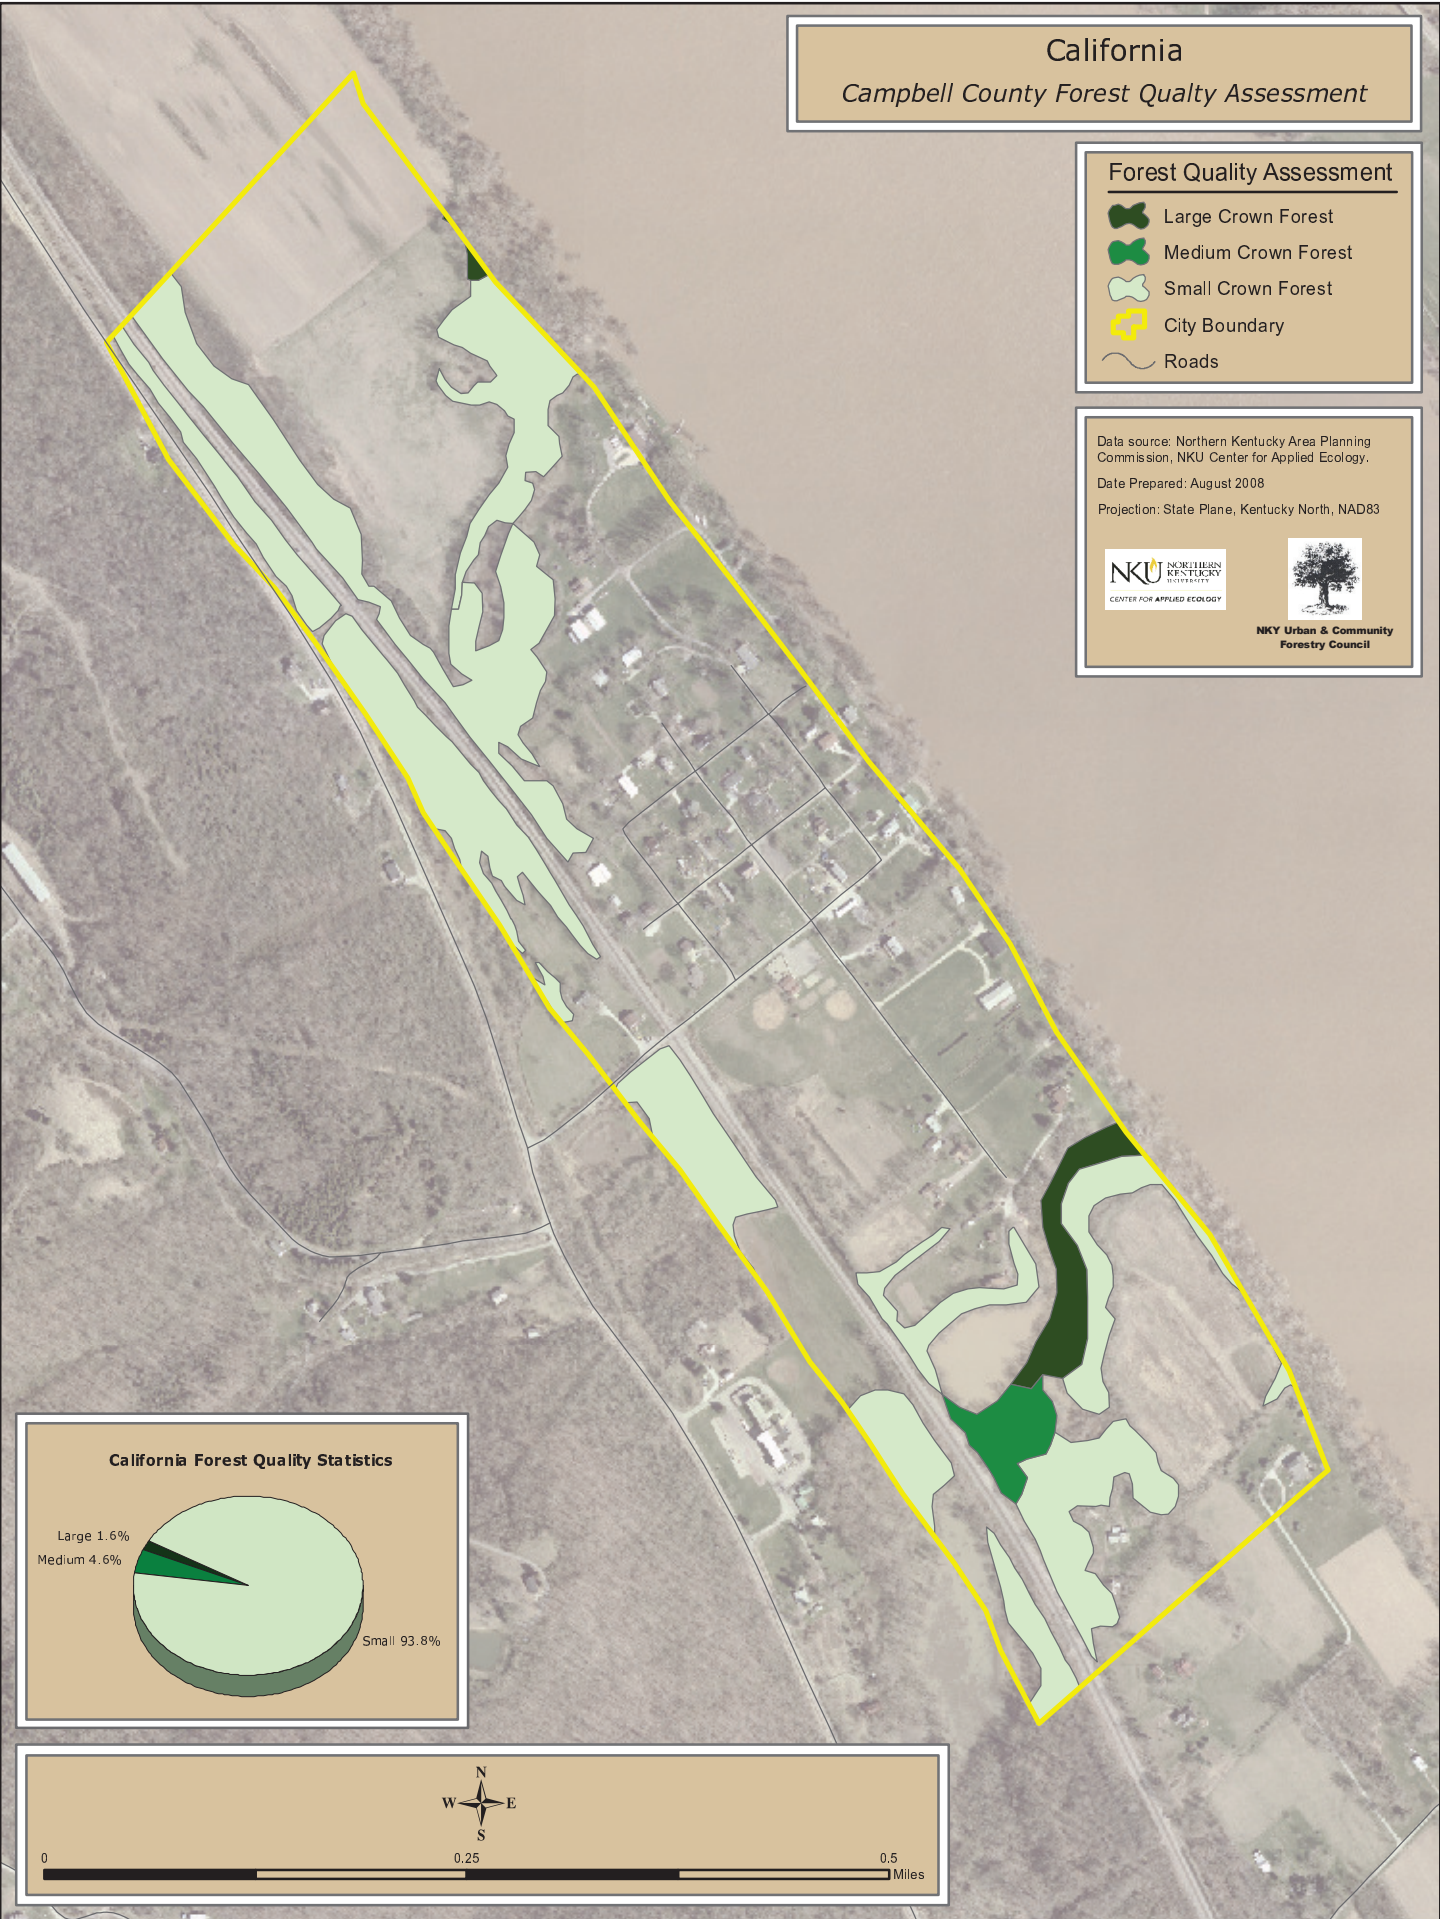 California
Campbell County Forest Qualty Assessment
Forest Quality Assessment
Large Crown Forest
Medium Crown Forest
Small Crown Forest
City Boundary
Roads
Data source: Northern Kentucky Area Planning
Commission, NKU Center for Applied Ecology.
Date Prepared: August 2008
Projection: State Plane, Kentucky North, NAD83
NKU NORTHERN
KENTUCKY
UNIVERSITY
CENTER FOR APPLIED ECOLOGY
NKY Urban & Community
Forestry Council
California Forest Quality Statistics
Large 1.6%
Medium 4.6%
Small 93.8%
N
W E
S
0 0.25 0.5
Miles